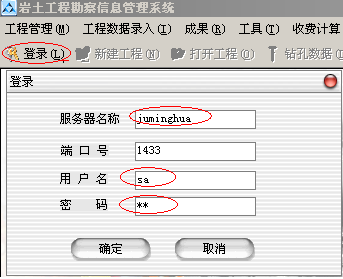 岩土工程勘察信息管理系统
工程管理(M) 工程数据录入(I) 成果(R) 工具(T) 收费计算
登录(L) 新建工程(N) 打开工程(O) 钻孔数据(
登录
服务器名称 juminghua
端 口 号 1433
用 户 名 sa
密 码 **
确定 取消